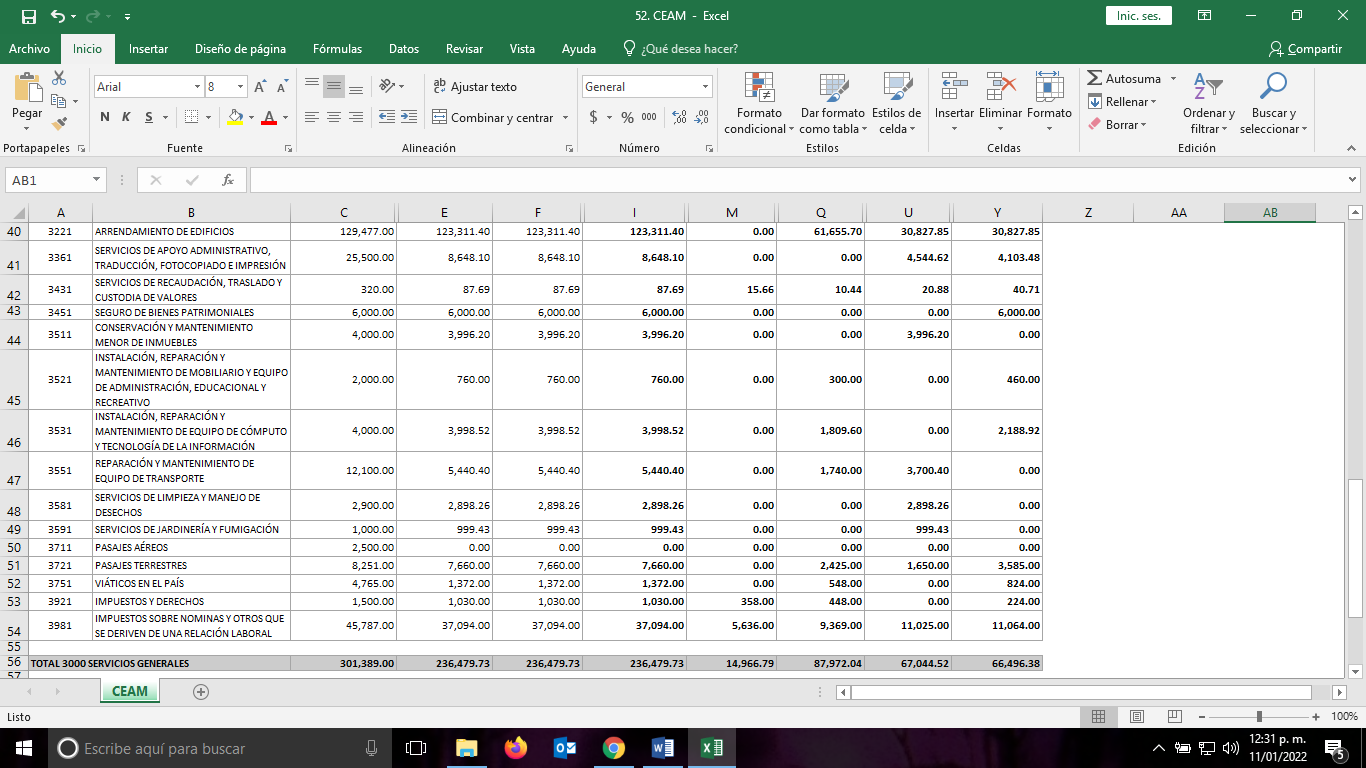 52. CEAM - Excel
Inic. ses.
Archivo Inicio Insertar Diseño de página Fórmulas Datos Revisar Vista Ayuda ¿Qué desea hacer? Compartir
Pegar
Arial 8 A A
N K S A
ab Ajustar texto
Combinar y centrar
General
$ % 000
Formato condicional
Dar formato como tabla
Estilos de celda
Insertar Eliminar Formato
Autosuma
Rellenar
Borrar
Ordenar y filtrar
Buscar y seleccionar
Portapapeles Fuente Alineación Número Estilos Celdas Edición
AB1 fx
A B C E F I M Q U Y Z AA AB
40 3221 ARRENDAMIENTO DE EDIFICIOS 129,477.00 123,311.40 123,311.40 123,311.40 0.00 61,655.70 30,827.85 30,827.85
41 3361 SERVICIOS DE APOYO ADMINISTRATIVO,
TRADUCCIÓN, FOTOCOPIADO E IMPRESIÓN 25,500.00 8,648.10 8,648.10 8,648.10 0.00 0.00 4,544.62 4,103.48
42 3431 SERVICIOS DE RECAUDACIÓN, TRASLADO Y
CUSTODIA DE VALORES 320.00 87.69 87.69 87.69 15.66 10.44 20.88 40.71
43 3451 SEGURO DE BIENES PATRIMONIALES 6,000.00 6,000.00 6,000.00 6,000.00 0.00 0.00 0.00 6,000.00
44 3511 CONSERVACIÓN Y MANTENIMIENTO
MENOR DE INMUEBLES 4,000.00 3,996.20 3,996.20 3,996.20 0.00 0.00 3,996.20 0.00
45 3521 INSTALACIÓN, REPARACIÓN Y
MANTENIMIENTO DE MOBILIARIO Y EQUIPO
DE ADMINISTRACIÓN, EDUCACIONAL Y
RECREATIVO 2,000.00 760.00 760.00 760.00 0.00 300.00 0.00 460.00
46 3531 INSTALACIÓN, REPARACIÓN Y
MANTENIMIENTO DE EQUIPO DE CÓMPUTO
Y TECNOLOGÍA DE LA INFORMACIÓN 4,000.00 3,998.52 3,998.52 3,998.52 0.00 1,809.60 0.00 2,188.92
47 3551 REPARACIÓN Y MANTENIMIENTO DE
EQUIPO DE TRANSPORTE 12,100.00 5,440.40 5,440.40 5,440.40 0.00 1,740.00 3,700.40 0.00
48 3581 SERVICIOS DE LIMPIEZA Y MANEJO DE
DESECHOS 2,900.00 2,898.26 2,898.26 2,898.26 0.00 0.00 2,898.26 0.00
49 3591 SERVICIOS DE JARDINERÍA Y FUMIGACIÓN 1,000.00 999.43 999.43 999.43 0.00 0.00 999.43 0.00
50 3711 PASAJES AÉREOS 2,500.00 0.00 0.00 0.00 0.00 0.00 0.00 0.00
51 3721 PASAJES TERRESTRES 8,251.00 7,660.00 7,660.00 7,660.00 0.00 2,425.00 1,650.00 3,585.00
52 3751 VIÁTICOS EN EL PAÍS 4,765.00 1,372.00 1,372.00 1,372.00 0.00 548.00 0.00 824.00
53 3921 IMPUESTOS Y DERECHOS 1,500.00 1,030.00 1,030.00 1,030.00 358.00 448.00 0.00 224.00
54 3981 IMPUESTOS SOBRE NOMINAS Y OTROS QUE
SE DERIVEN DE UNA RELACIÓN LABORAL 45,787.00 37,094.00 37,094.00 37,094.00 5,636.00 9,369.00 11,025.00 11,064.00
55
56 TOTAL 3000 SERVICIOS GENERALES 301,389.00 236,479.73 236,479.73 236,479.73 14,966.79 87,972.04 67,044.52 66,496.38
57
CEAM
Listo 100%
Escribe aquí para buscar
12:31 p. m.
11/01/2022
5